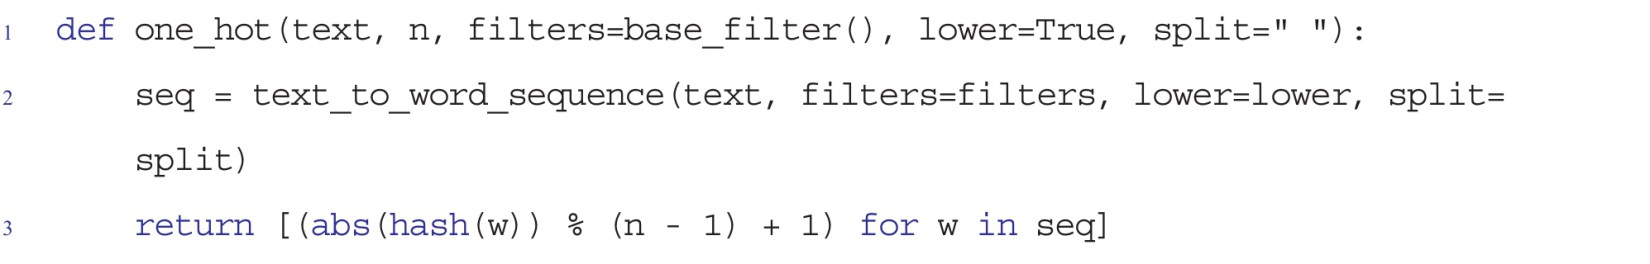 1 def one_hot(text, n, filters=base_filter(), lower=True, split=" "):
2 seq = text_to_word_sequence(text, filters=filters, lower=lower, split=
split)
3 return [(abs(hash(w)) % (n - 1) + 1) for w in seq]